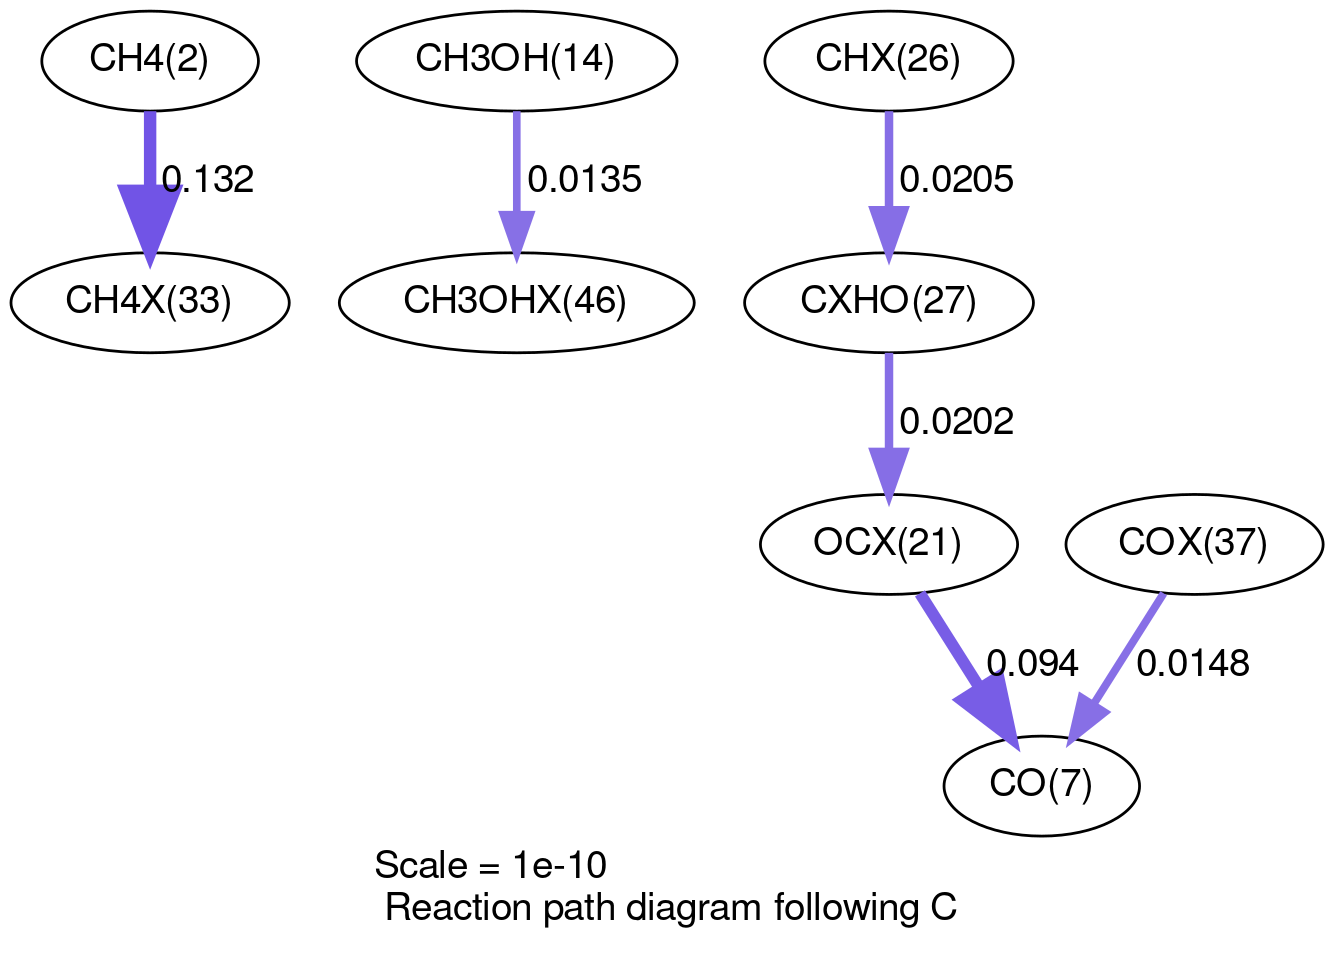 CH4(2)
CH3OH(14)
CHX(26)
0.132
0.0135
0.0205
CH4X(33)
CH3OHX(46)
CXHO(27)
0.0202
OCX(21)
COX(37)
0.094
0.0148
CO(7)
Scale = 1e-10
Reaction path diagram following C